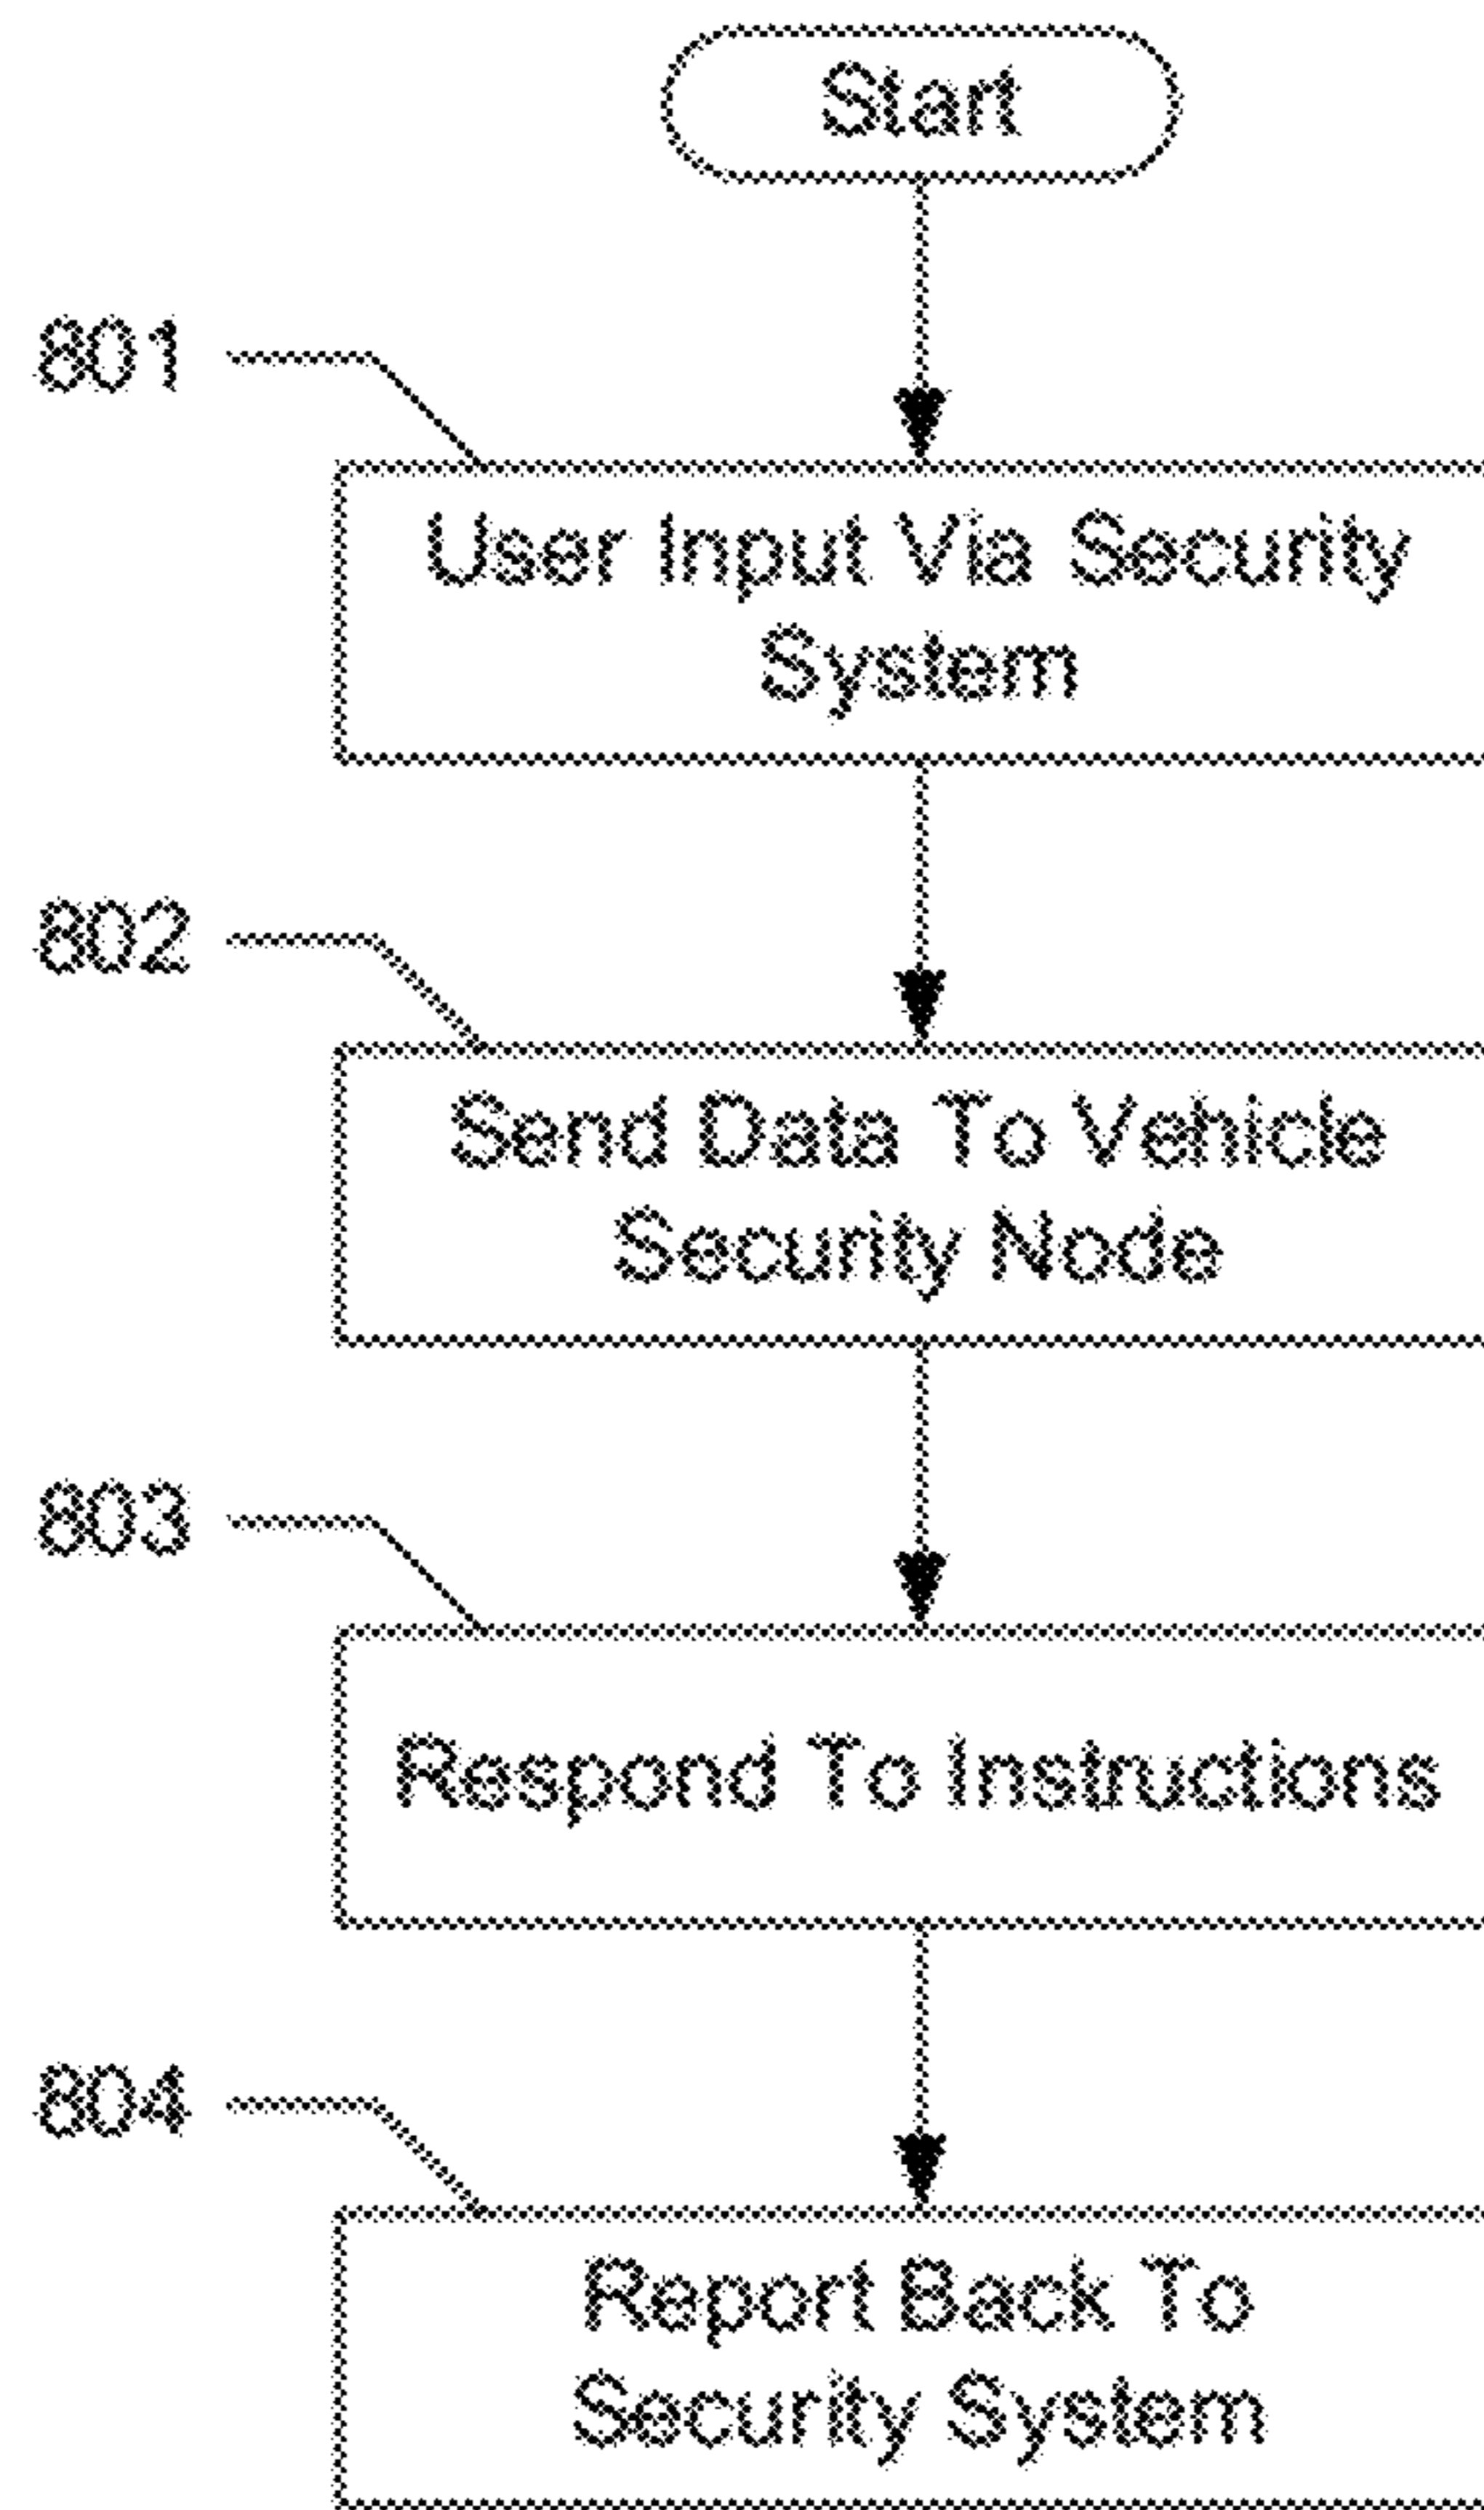 Start
801
User Input Via Security
System
802
Send Data To Vehicle
Security Node
803
Respond To Instructions
804
Report Back To
Security System